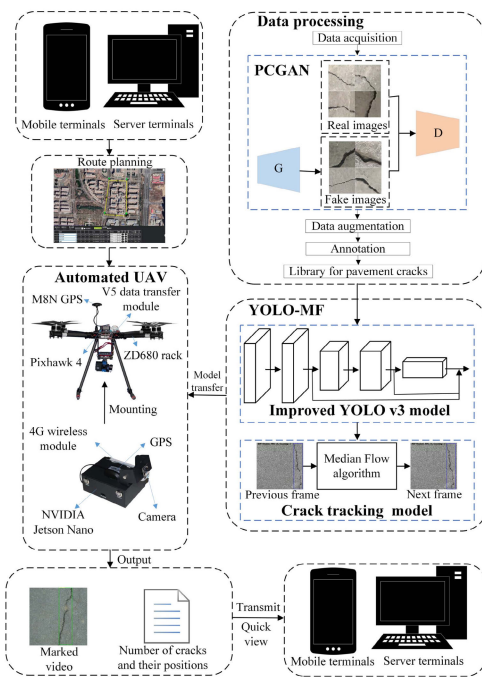 Mobile terminals
Server terminals
Route planning
Automated UAV
V5 data transfer
module
M8N GPS
Pixhawk 4
ZD680 rack
Mounting
4G wireless
module
GPS
NVIDIA
Jetson Nano
Camera
Output
Marked
video
Number of cracks
and their positions
Transmit
Quick
view
Data processing
Data acquisition
PCGAN
Real images
G
D
Fake images
Data augmentation
Annotation
Library for pavement cracks
YOLO-MF
Improved YOLO v3 model
Model
transfer
Median Flow
algorithm
Previous frame
Next frame
Crack tracking model
Mobile terminals
Server terminals